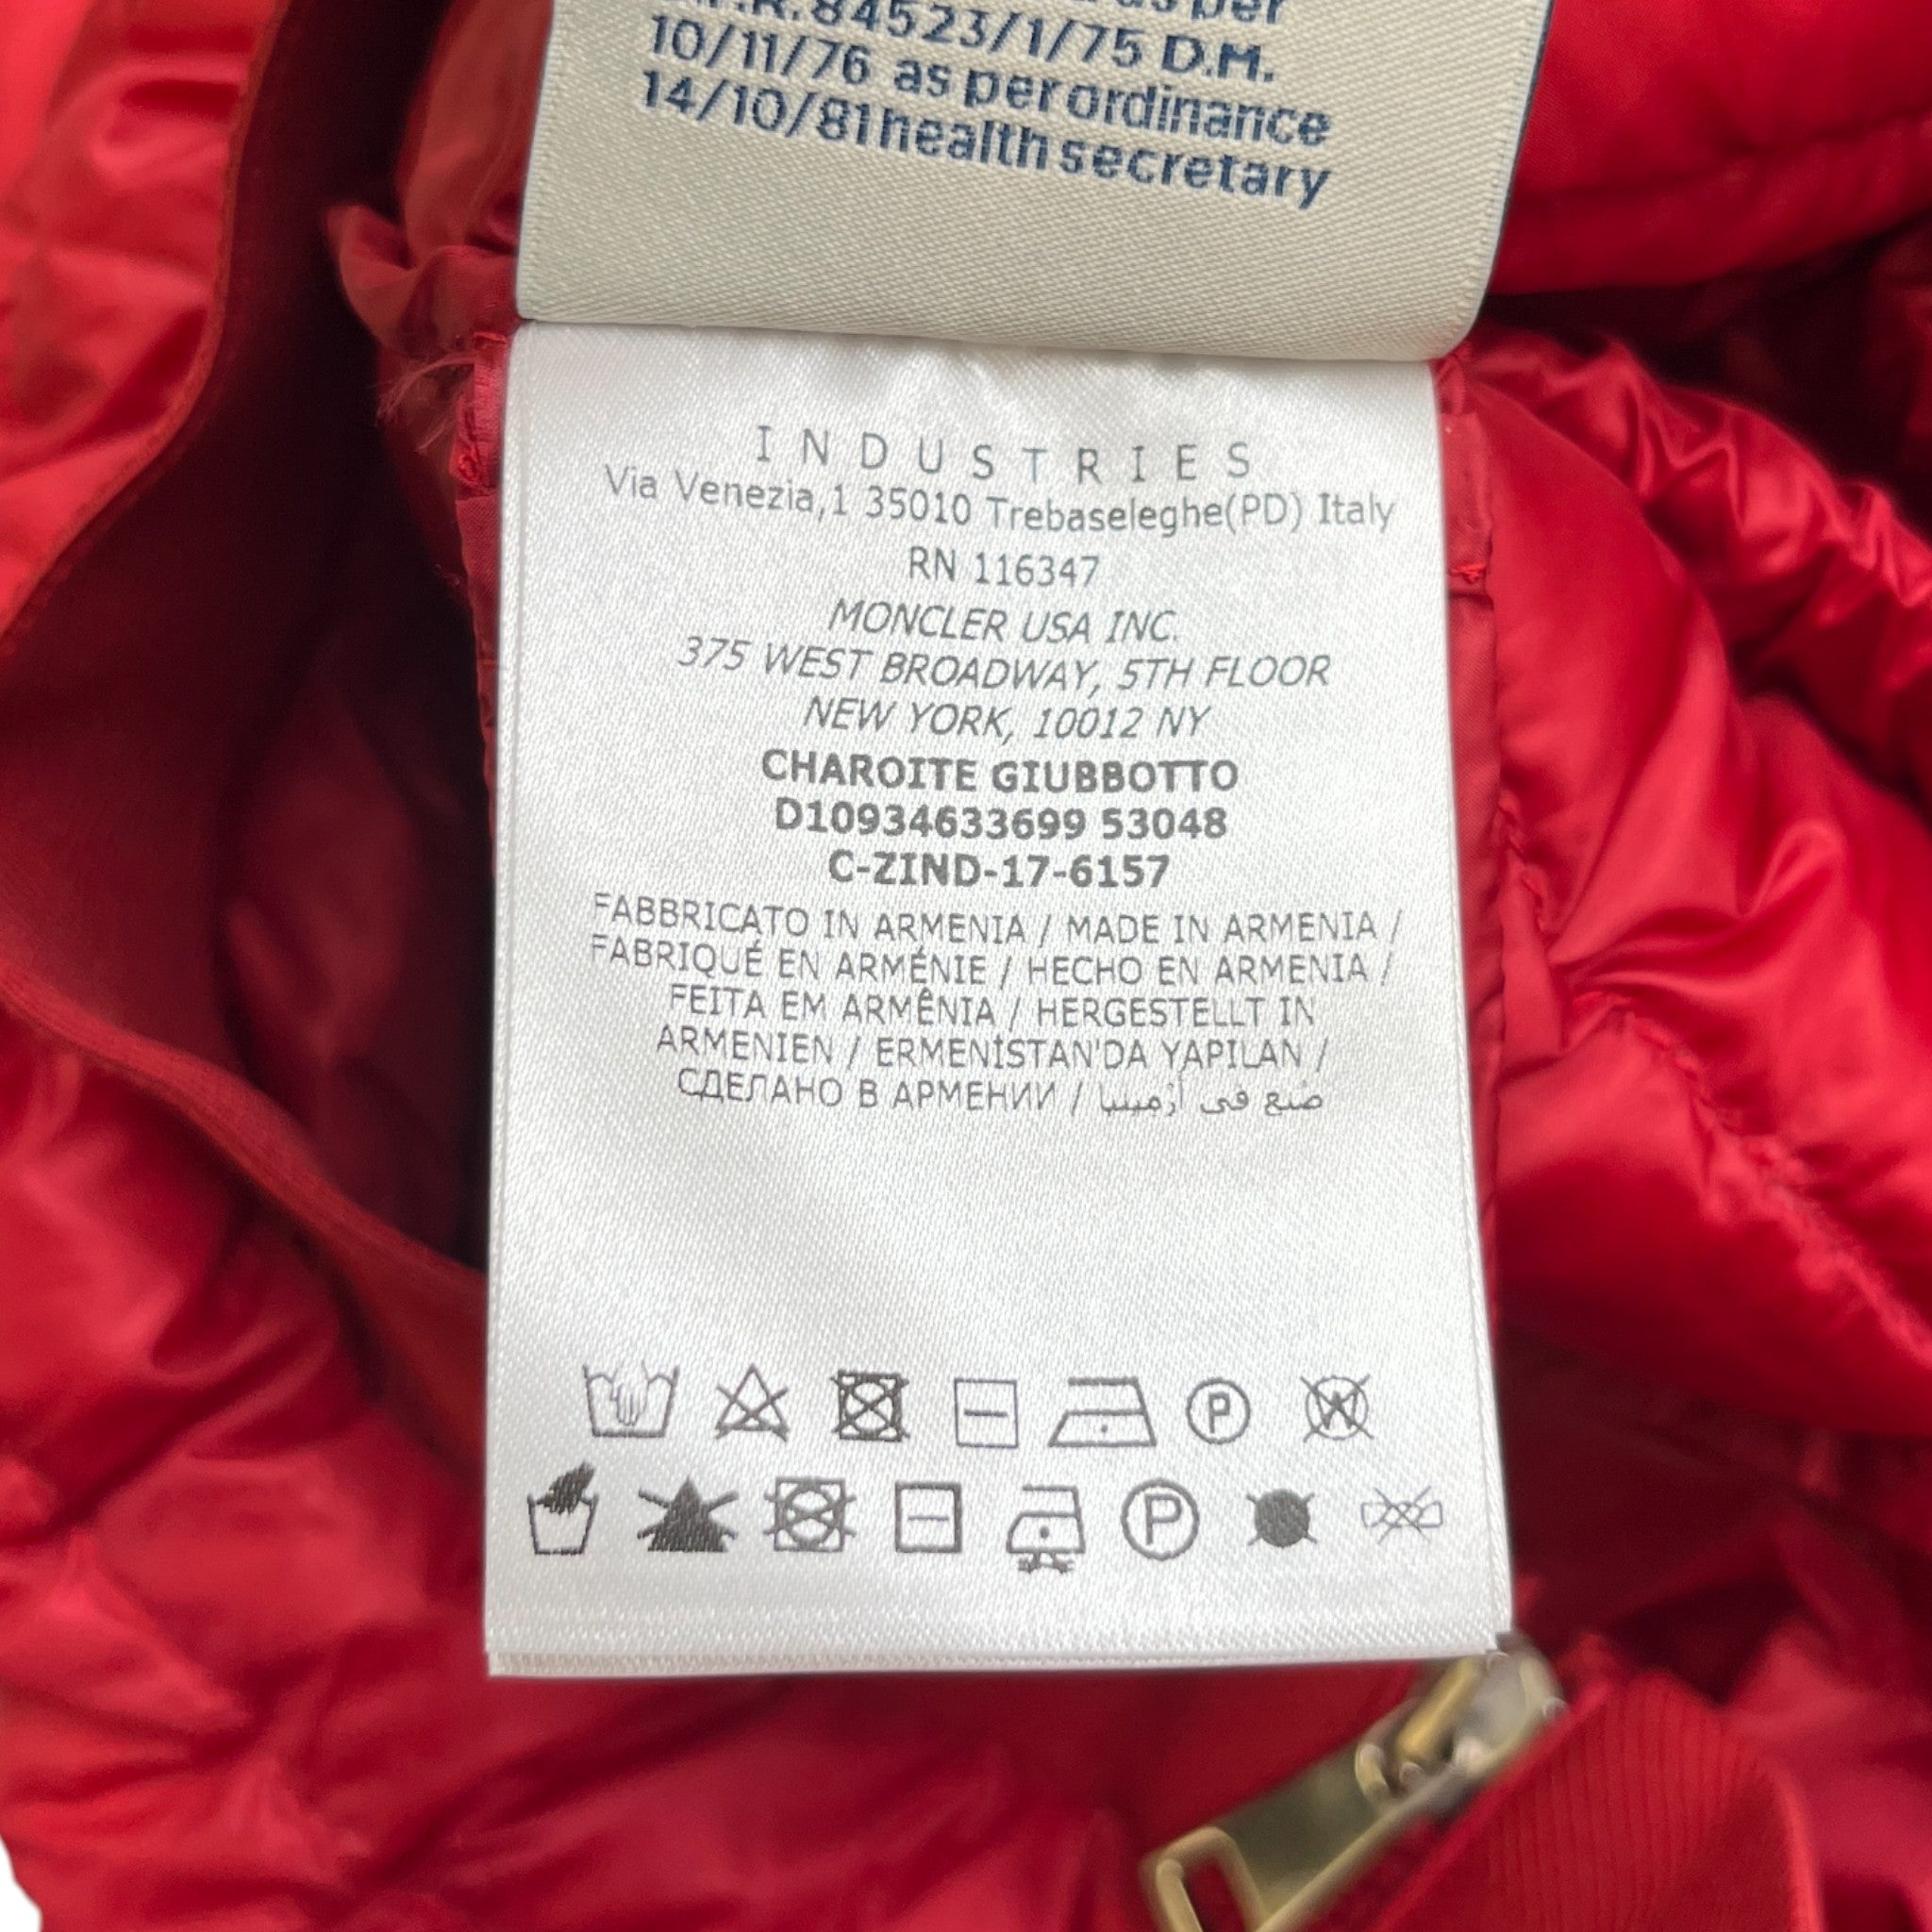 as per
.R.84523/1/75 D.M.
10/11/76 as per ordinance
14/10/81 health secretary
INDUSTRIES
Via Venezia,1 35010 Trebaseleghe(PD) Italy
RN 116347
MONCLER USA INC.
375 WEST BROADWAY, 5TH FLOOR
NEW YORK, 10012 NY
CHAROITE GIUBBOTTO
D10934633699 53048
C-ZIND-17-6157
FABBRICATO IN ARMENIA / MADE IN ARMENIA /
FABRIQUÉ EN ARMÉNIE / HECHO EN ARMENIA /
FEITA EM ARMÊNIA / HERGESTELLT IN
ARMENIEN / ERMENİSTAN'DA YAPILAN /
СДЕЛАНО В АРМЕНИИ / صنع في أرمينيا
P W
P